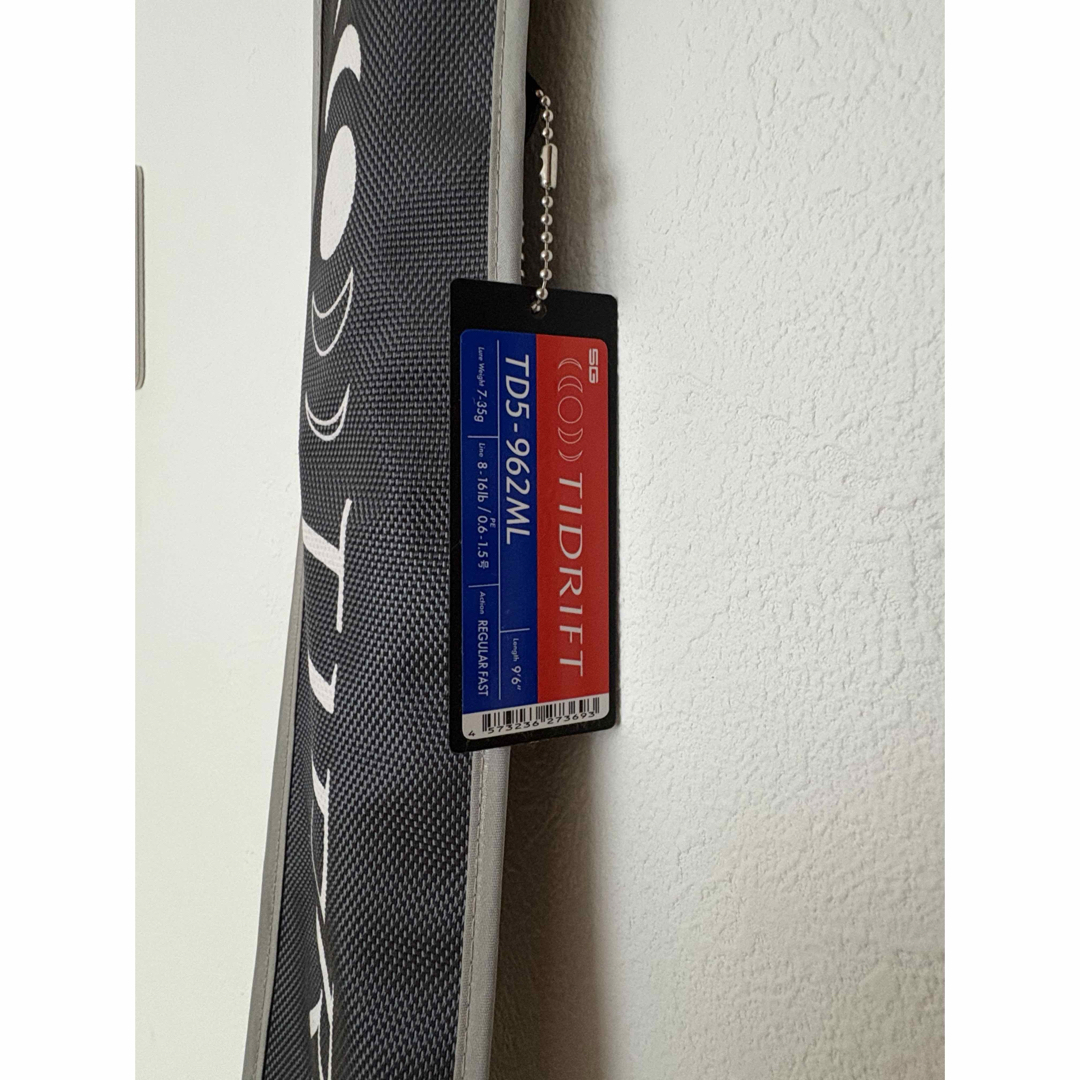 SG
TIDRIFT
TD5-962ML
Length 9'6"
Lure Weight 7-35g
Line 8-16lb / PE 0.6-1.5号
Action REGULAR FAST
4 573236 273693